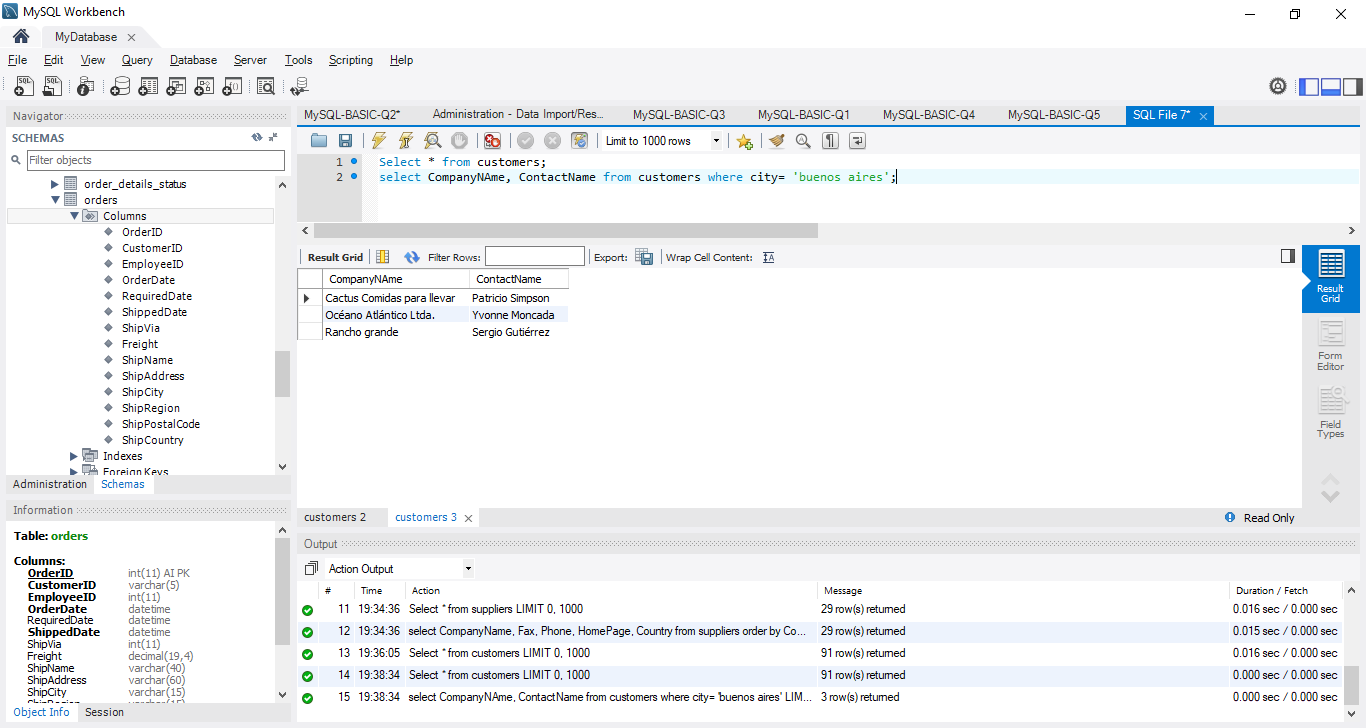 MySQL Workbench
MyDatabase
File Edit View Query Database Server Tools Scripting Help
Navigator
SCHEMAS
Filter objects
order_details_status
orders
Columns
OrderID
CustomerID
EmployeeID
OrderDate
RequiredDate
ShippedDate
ShipVia
Freight
ShipName
ShipAddress
ShipCity
ShipRegion
ShipPostalCode
ShipCountry
Indexes
Foreign Keys
Administration Schemas
Information
Table: orders
Columns:
OrderID int(11) AI PK
CustomerID varchar(5)
EmployeeID int(11)
OrderDate datetime
RequiredDate datetime
ShippedDate datetime
ShipVia int(11)
Freight decimal(19,4)
ShipName varchar(40)
ShipAddress varchar(60)
ShipCity varchar(15)
ShipRegion varchar(15)
Object Info Session
MySQL-BASIC-Q2* Administration - Data Import/Res... MySQL-BASIC-Q3 MySQL-BASIC-Q1 MySQL-BASIC-Q4 MySQL-BASIC-Q5 SQL File 7*
Limit to 1000 rows
1 Select * from customers;
2 select CompanyNAme, ContactName from customers where city= 'buenos aires';
Result Grid Filter Rows: Export: Wrap Cell Content:
CompanyNAme ContactName
Cactus Comidas para llevar Patricio Simpson
Océano Atlántico Ltda. Yvonne Moncada
Rancho grande Sergio Gutiérrez
Result
Grid
Form
Editor
Field
Types
customers 2 customers 3 Read Only
Output
Action Output
# Time Action Message Duration / Fetch
11 19:34:36 Select * from suppliers LIMIT 0, 1000 29 row(s) returned 0.016 sec / 0.000 sec
12 19:34:36 select CompanyName, Fax, Phone, HomePage, Country from suppliers order by Co... 29 row(s) returned 0.015 sec / 0.000 sec
13 19:36:05 Select * from customers LIMIT 0, 1000 91 row(s) returned 0.016 sec / 0.000 sec
14 19:38:34 Select * from customers LIMIT 0, 1000 91 row(s) returned 0.000 sec / 0.000 sec
15 19:38:34 select CompanyNAme, ContactName from customers where city= 'buenos aires' LIM... 3 row(s) returned 0.000 sec / 0.000 sec